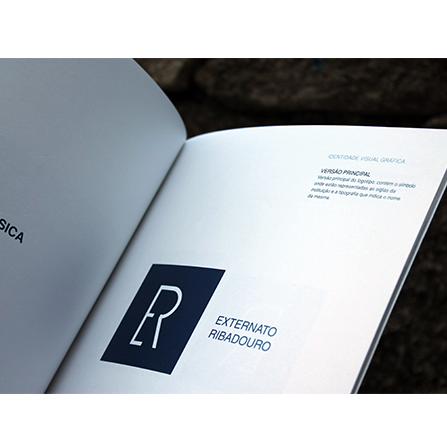 SICA
IDENTIDADE VISUAL GRÁFICA
VERSÃO PRINCIPAL
Versão principal do logotipo, contém o símbolo
onde estão representadas as siglas da
instituição e a tipografia que indica o nome
da mesma.
ER
EXTERNATO
RIBADOURO